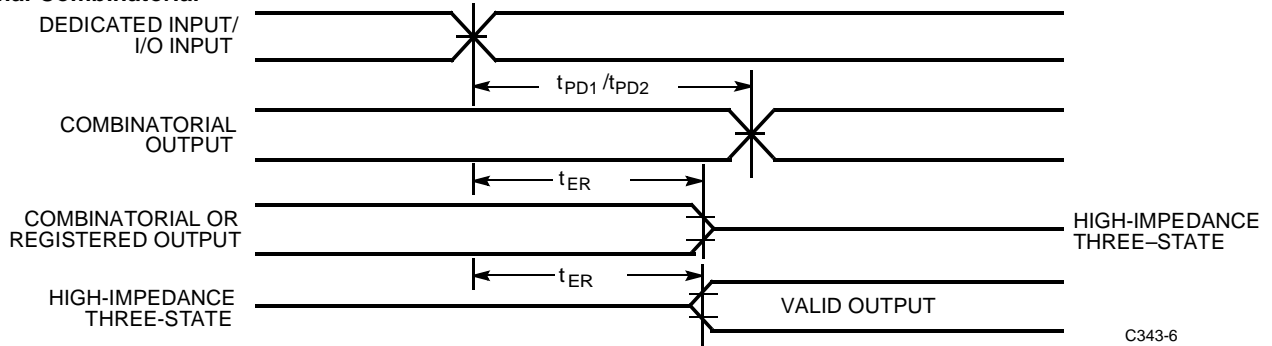 DEDICATED INPUT/
I/O INPUT
tPD1 /tPD2
COMBINATORIAL
OUTPUT
tER
COMBINATORIAL OR
REGISTERED OUTPUT
HIGH-IMPEDANCE
THREE–STATE
tER
HIGH-IMPEDANCE
THREE-STATE
VALID OUTPUT
C343-6